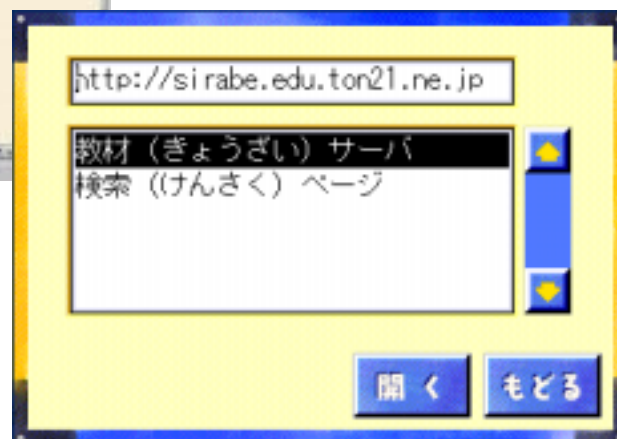 http://sirabe.edu.ton21.ne.jp
教材（きょうざい）サーバ
検索（けんさく）ページ
開く
もどる